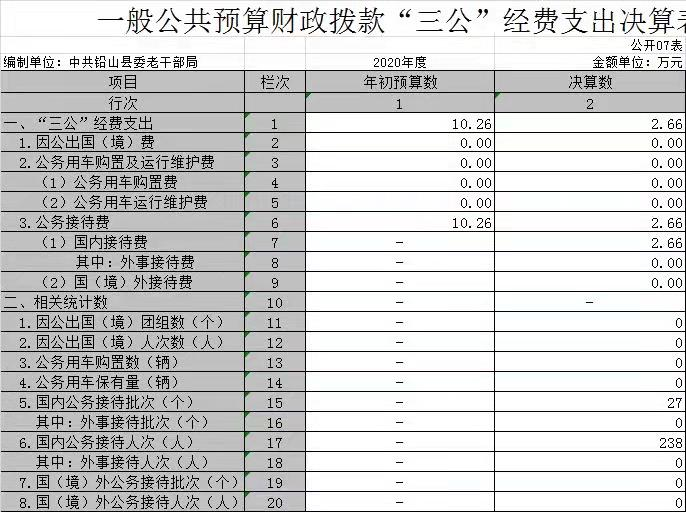 一般公共预算财政拨款“三公”经费支出决算
公开07表
编制单位：中共铅山县委老干部局 2020年度 金额单位：万元
项目 栏次 年初预算数 决算数
行次 1 2
一、“三公”经费支出 1 10.26 2.66
1.因公出国（境）费 2 0.00 0.00
2.公务用车购置及运行维护费 3 0.00 0.00
（1）公务用车购置费 4 0.00 0.00
（2）公务用车运行维护费 5 0.00 0.00
3.公务接待费 6 10.26 2.66
（1）国内接待费 7 - 2.66
其中：外事接待费 8 - 0.00
（2）国（境）外接待费 9 - 0.00
二、相关统计数 10 - -
1.因公出国（境）团组数（个） 11 - 0
2.因公出国（境）人次数（人） 12 - 0
3.公务用车购置数（辆） 13 - 0
4.公务用车保有量（辆） 14 - 0
5.国内公务接待批次（个） 15 - 27
其中：外事接待批次（个） 16 - 0
6.国内公务接待人次（人） 17 - 238
其中：外事接待人次（人） 18 - 0
7.国（境）外公务接待批次（个） 19 - 0
8.国（境）外公务接待人次（人） 20 - 0